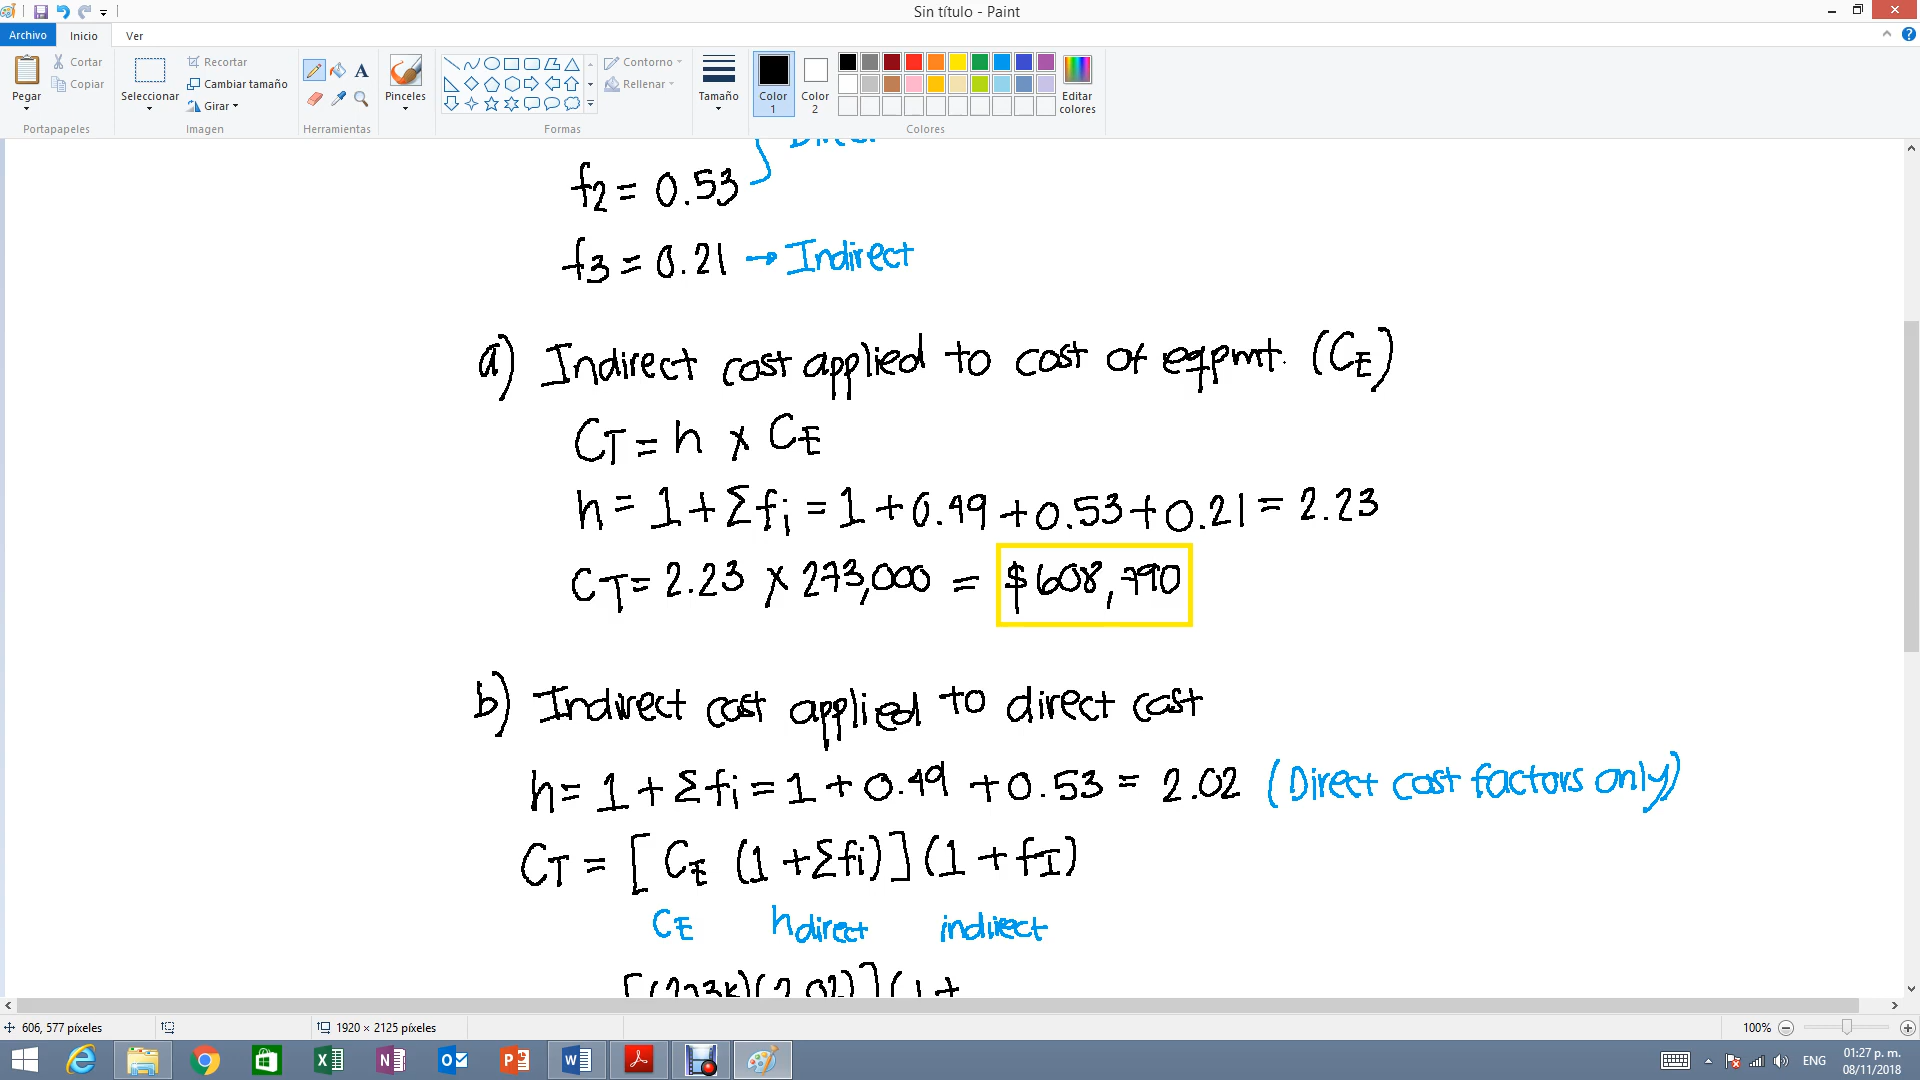 Sin título - Paint
Archivo Inicio Ver
Pegar Cortar Copiar
Seleccionar Recortar Cambiar tamaño Girar
Pinceles
Contorno Rellenar
Tamaño
Color 1 Color 2
Editar colores
Portapapeles Imagen Herramientas Formas Colores
f2 = 0.53
f3 = 0.21 → Indirect
a) Indirect cost applied to cost of eqpmt. (CE)
CT = h x CE
h = 1 + Σfi = 1 + 0.49 + 0.53 + 0.21 = 2.23
CT = 2.23 x 273,000 = $608,790
b) Indirect cost applied to direct cost
h = 1 + Σfi = 1 + 0.49 + 0.53 = 2.02 (Direct cost factors only)
CT = [CE (1 + Σfi)](1 + fI)
CE hdirect indirect
[(273K)(2.02)](1+
606, 577 píxeles 1920 × 2125 píxeles 100%
ENG 01:27 p. m.
08/11/2018